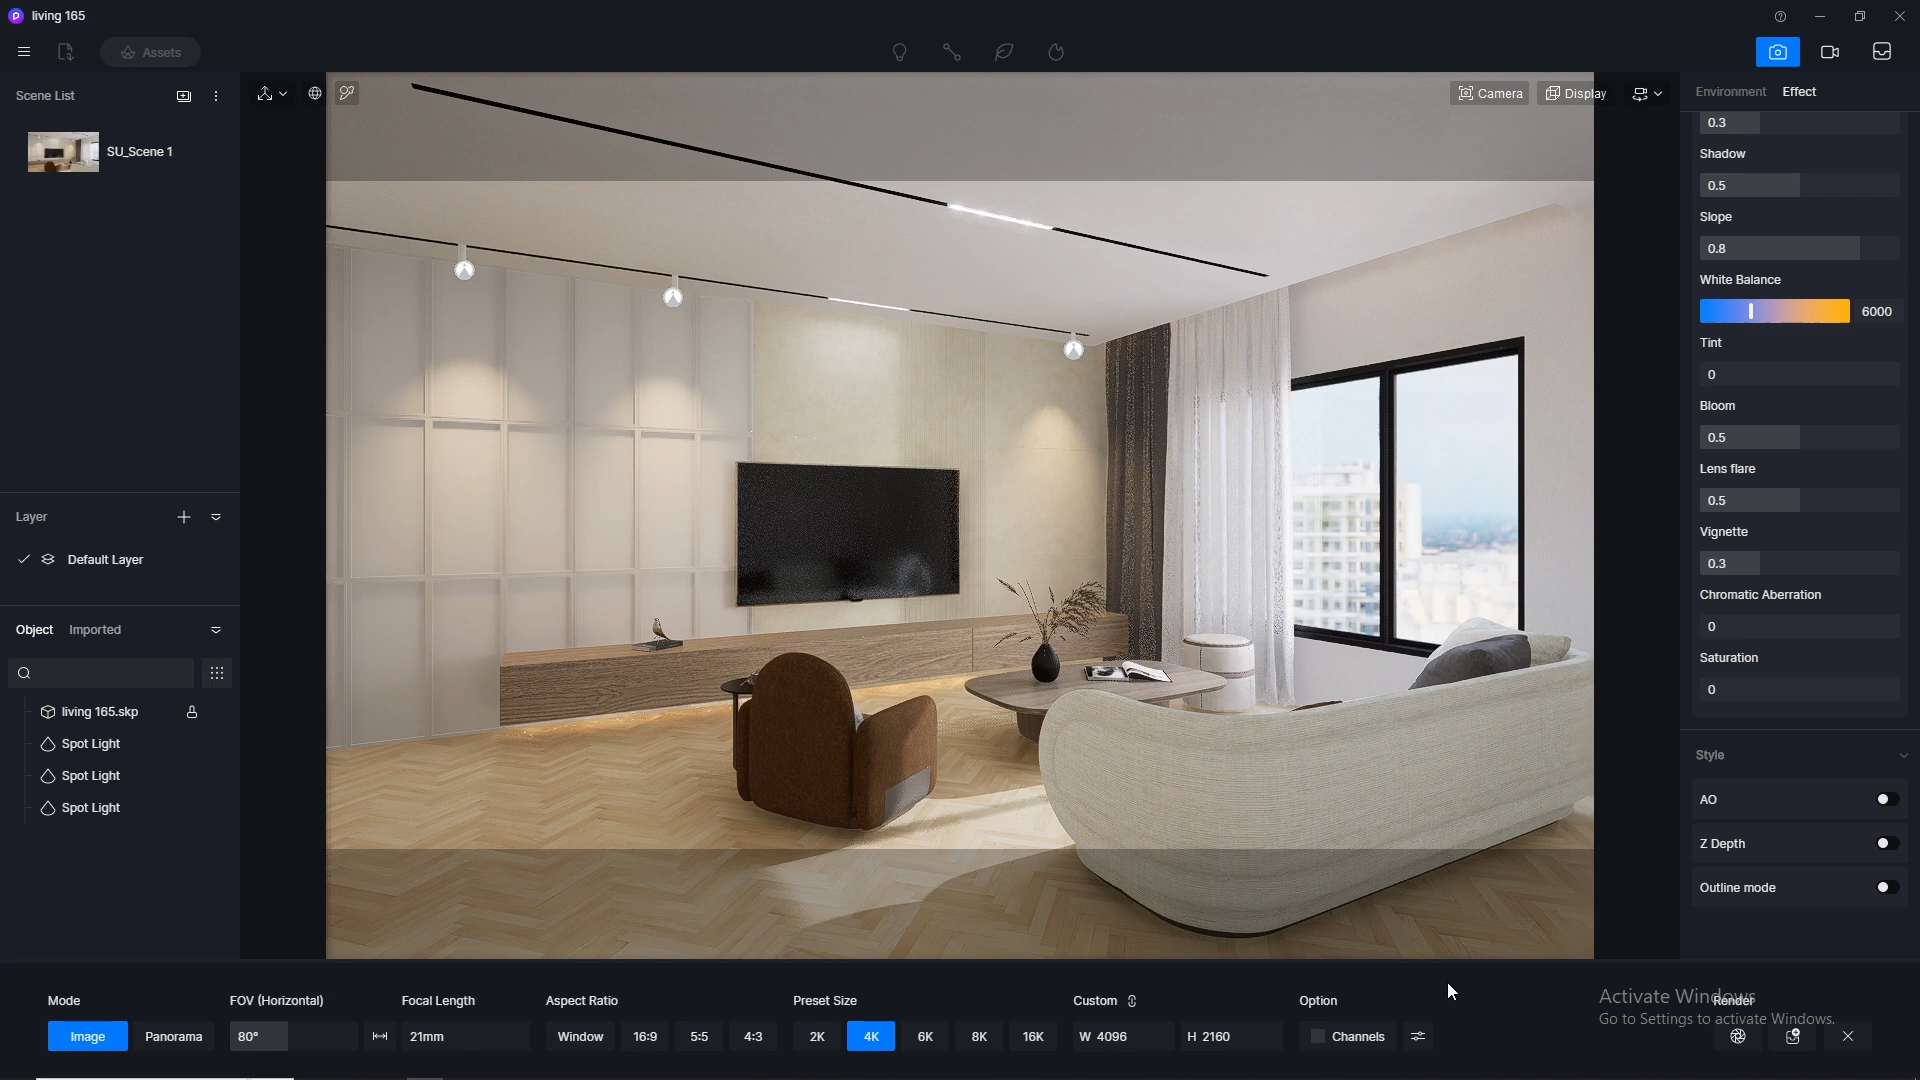 living 165
Assets
Scene List
Camera
Display
Environment
Effect
SU_Scene 1
0.3
Shadow
0.5
Slope
0.8
White Balance
6000
Tint
0
Bloom
0.5
Lens flare
0.5
Vignette
0.3
Chromatic Aberration
0
Saturation
0
Layer
Default Layer
Object
Imported
living 165.skp
Spot Light
Spot Light
Spot Light
Style
AO
Z Depth
Outline mode
Mode
FOV (Horizontal)
Focal Length
Aspect Ratio
Preset Size
Custom
Option
Render
Image
Panorama
80°
21mm
Window
16:9
5:5
4:3
2K
4K
6K
8K
16K
W 4096
H 2160
Channels
Activate Windows
Go to Settings to activate Windows.